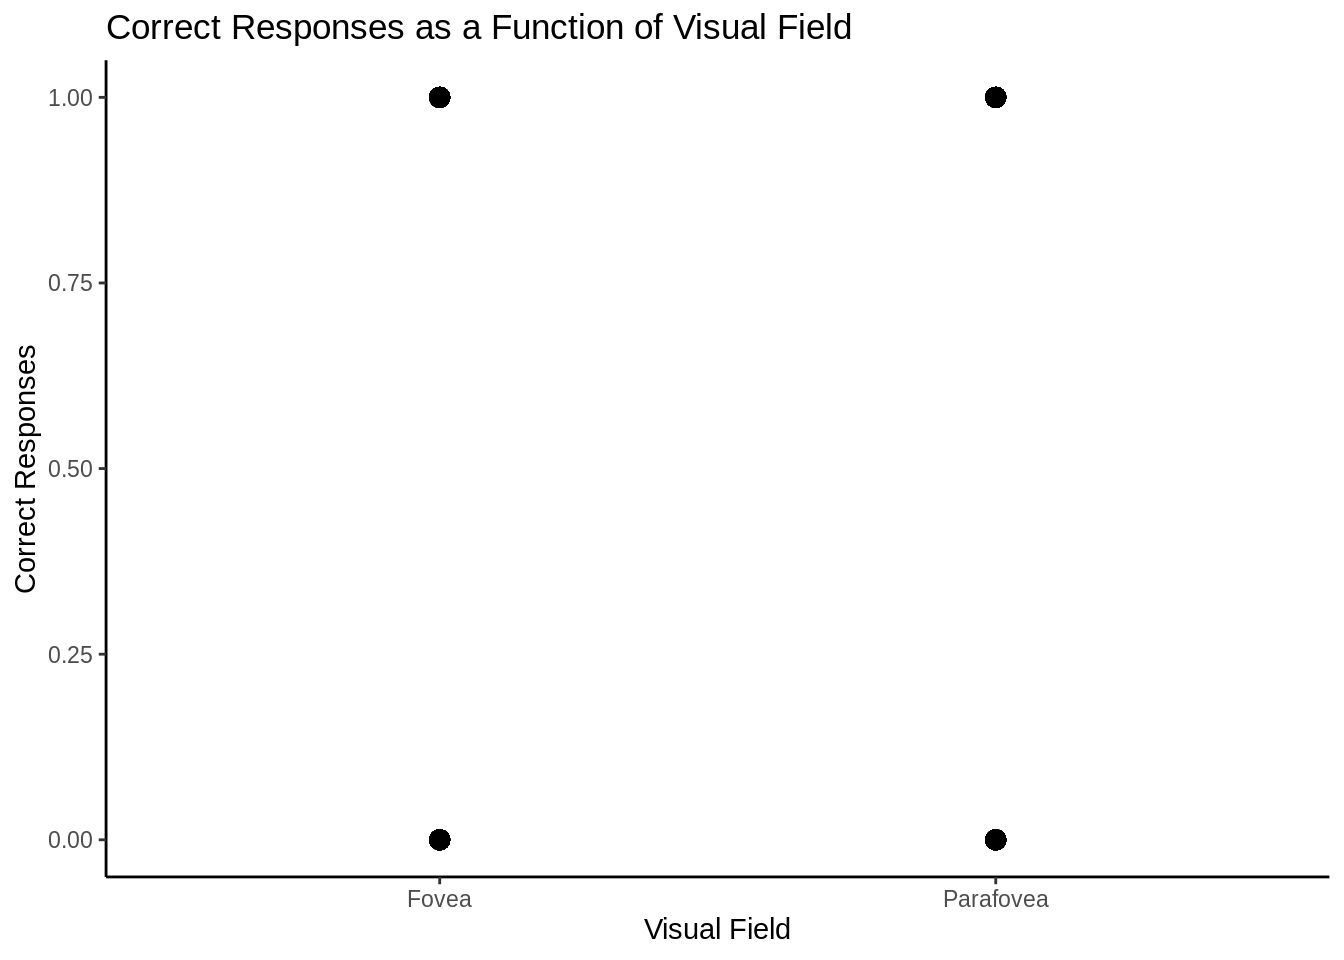 Correct Responses as a Function of Visual Field
Correct Responses
1.00
0.75
0.50
0.25
0.00
Fovea
Parafovea
Visual Field